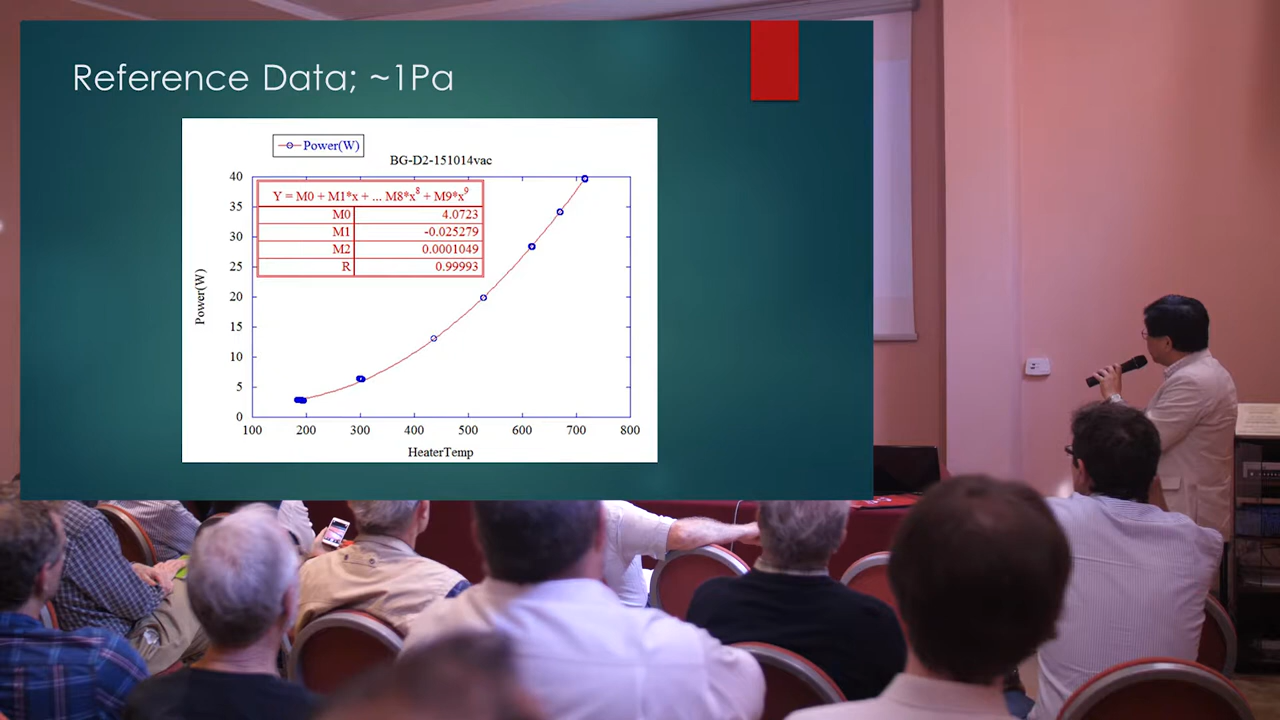 Reference Data; ~1Pa
Power(W)
BG-D2-151014vac
Y = M0 + M1*x + ... M8*x⁸ + M9*x⁹
M0 4.0723
M1 -0.025279
M2 0.0001049
R 0.99993
40
35
30
25
20
15
10
5
0
Power(W)
100 200 300 400 500 600 700 800
HeaterTemp